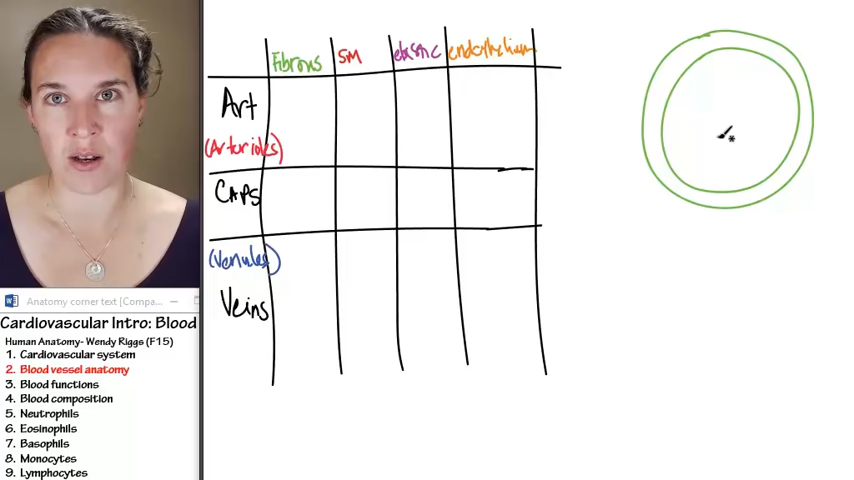 Fibrous SM elastic endothelium
Art
(Arterioles)
CAPS
(Venules)
Veins
Anatomy corner text [Compa...
Cardiovascular Intro: Blood
Human Anatomy- Wendy Riggs (F15)
1. Cardiovascular system
2. Blood vessel anatomy
3. Blood functions
4. Blood composition
5. Neutrophils
6. Eosinophils
7. Basophils
8. Monocytes
9. Lymphocytes